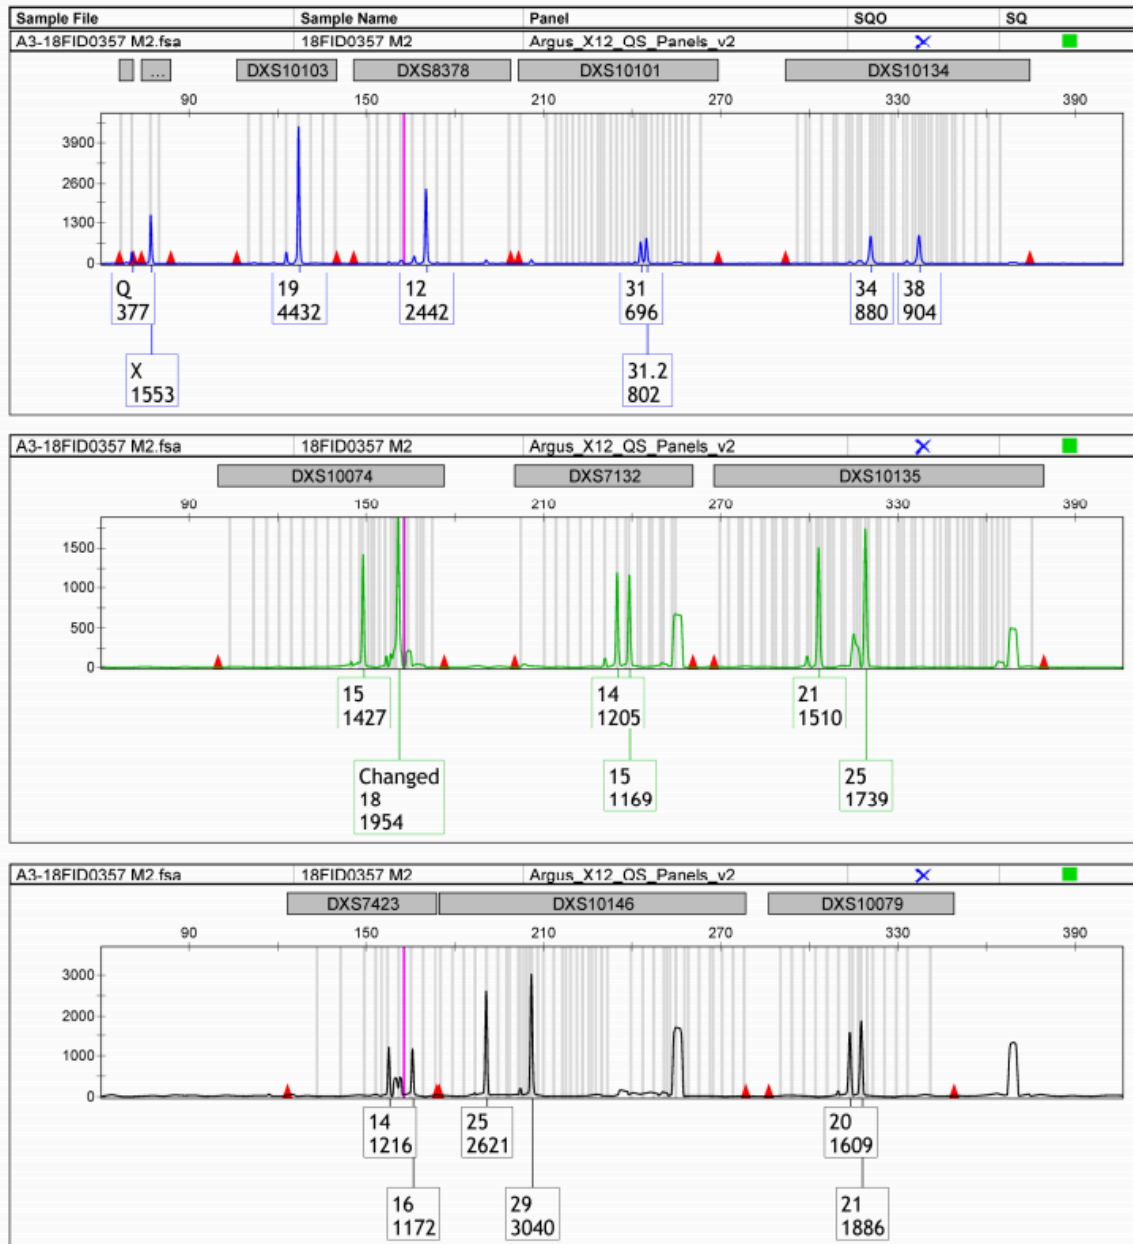 Sample File Sample Name Panel SQO SQ
A3-18FID0357 M2.fsa 18FID0357 M2 Argus_X12_QS_Panels_v2
... DXS10103 DXS8378 DXS10101 DXS10134
90 150 210 270 330 390
3900
2600
1300
0
Q 19 12 31 34 38
377 4432 2442 696 880 904
X 31.2
1553 802
A3-18FID0357 M2.fsa 18FID0357 M2 Argus_X12_QS_Panels_v2
DXS10074 DXS7132 DXS10135
90 150 210 270 330 390
1500
1000
500
0
15 14 21
1427 1205 1510
Changed 15 25
18 1169 1739
1954
A3-18FID0357 M2.fsa 18FID0357 M2 Argus_X12_QS_Panels_v2
DXS7423 DXS10146 DXS10079
90 150 210 270 330 390
3000
2000
1000
0
14 25 20
1216 2621 1609
16 29 21
1172 3040 1886